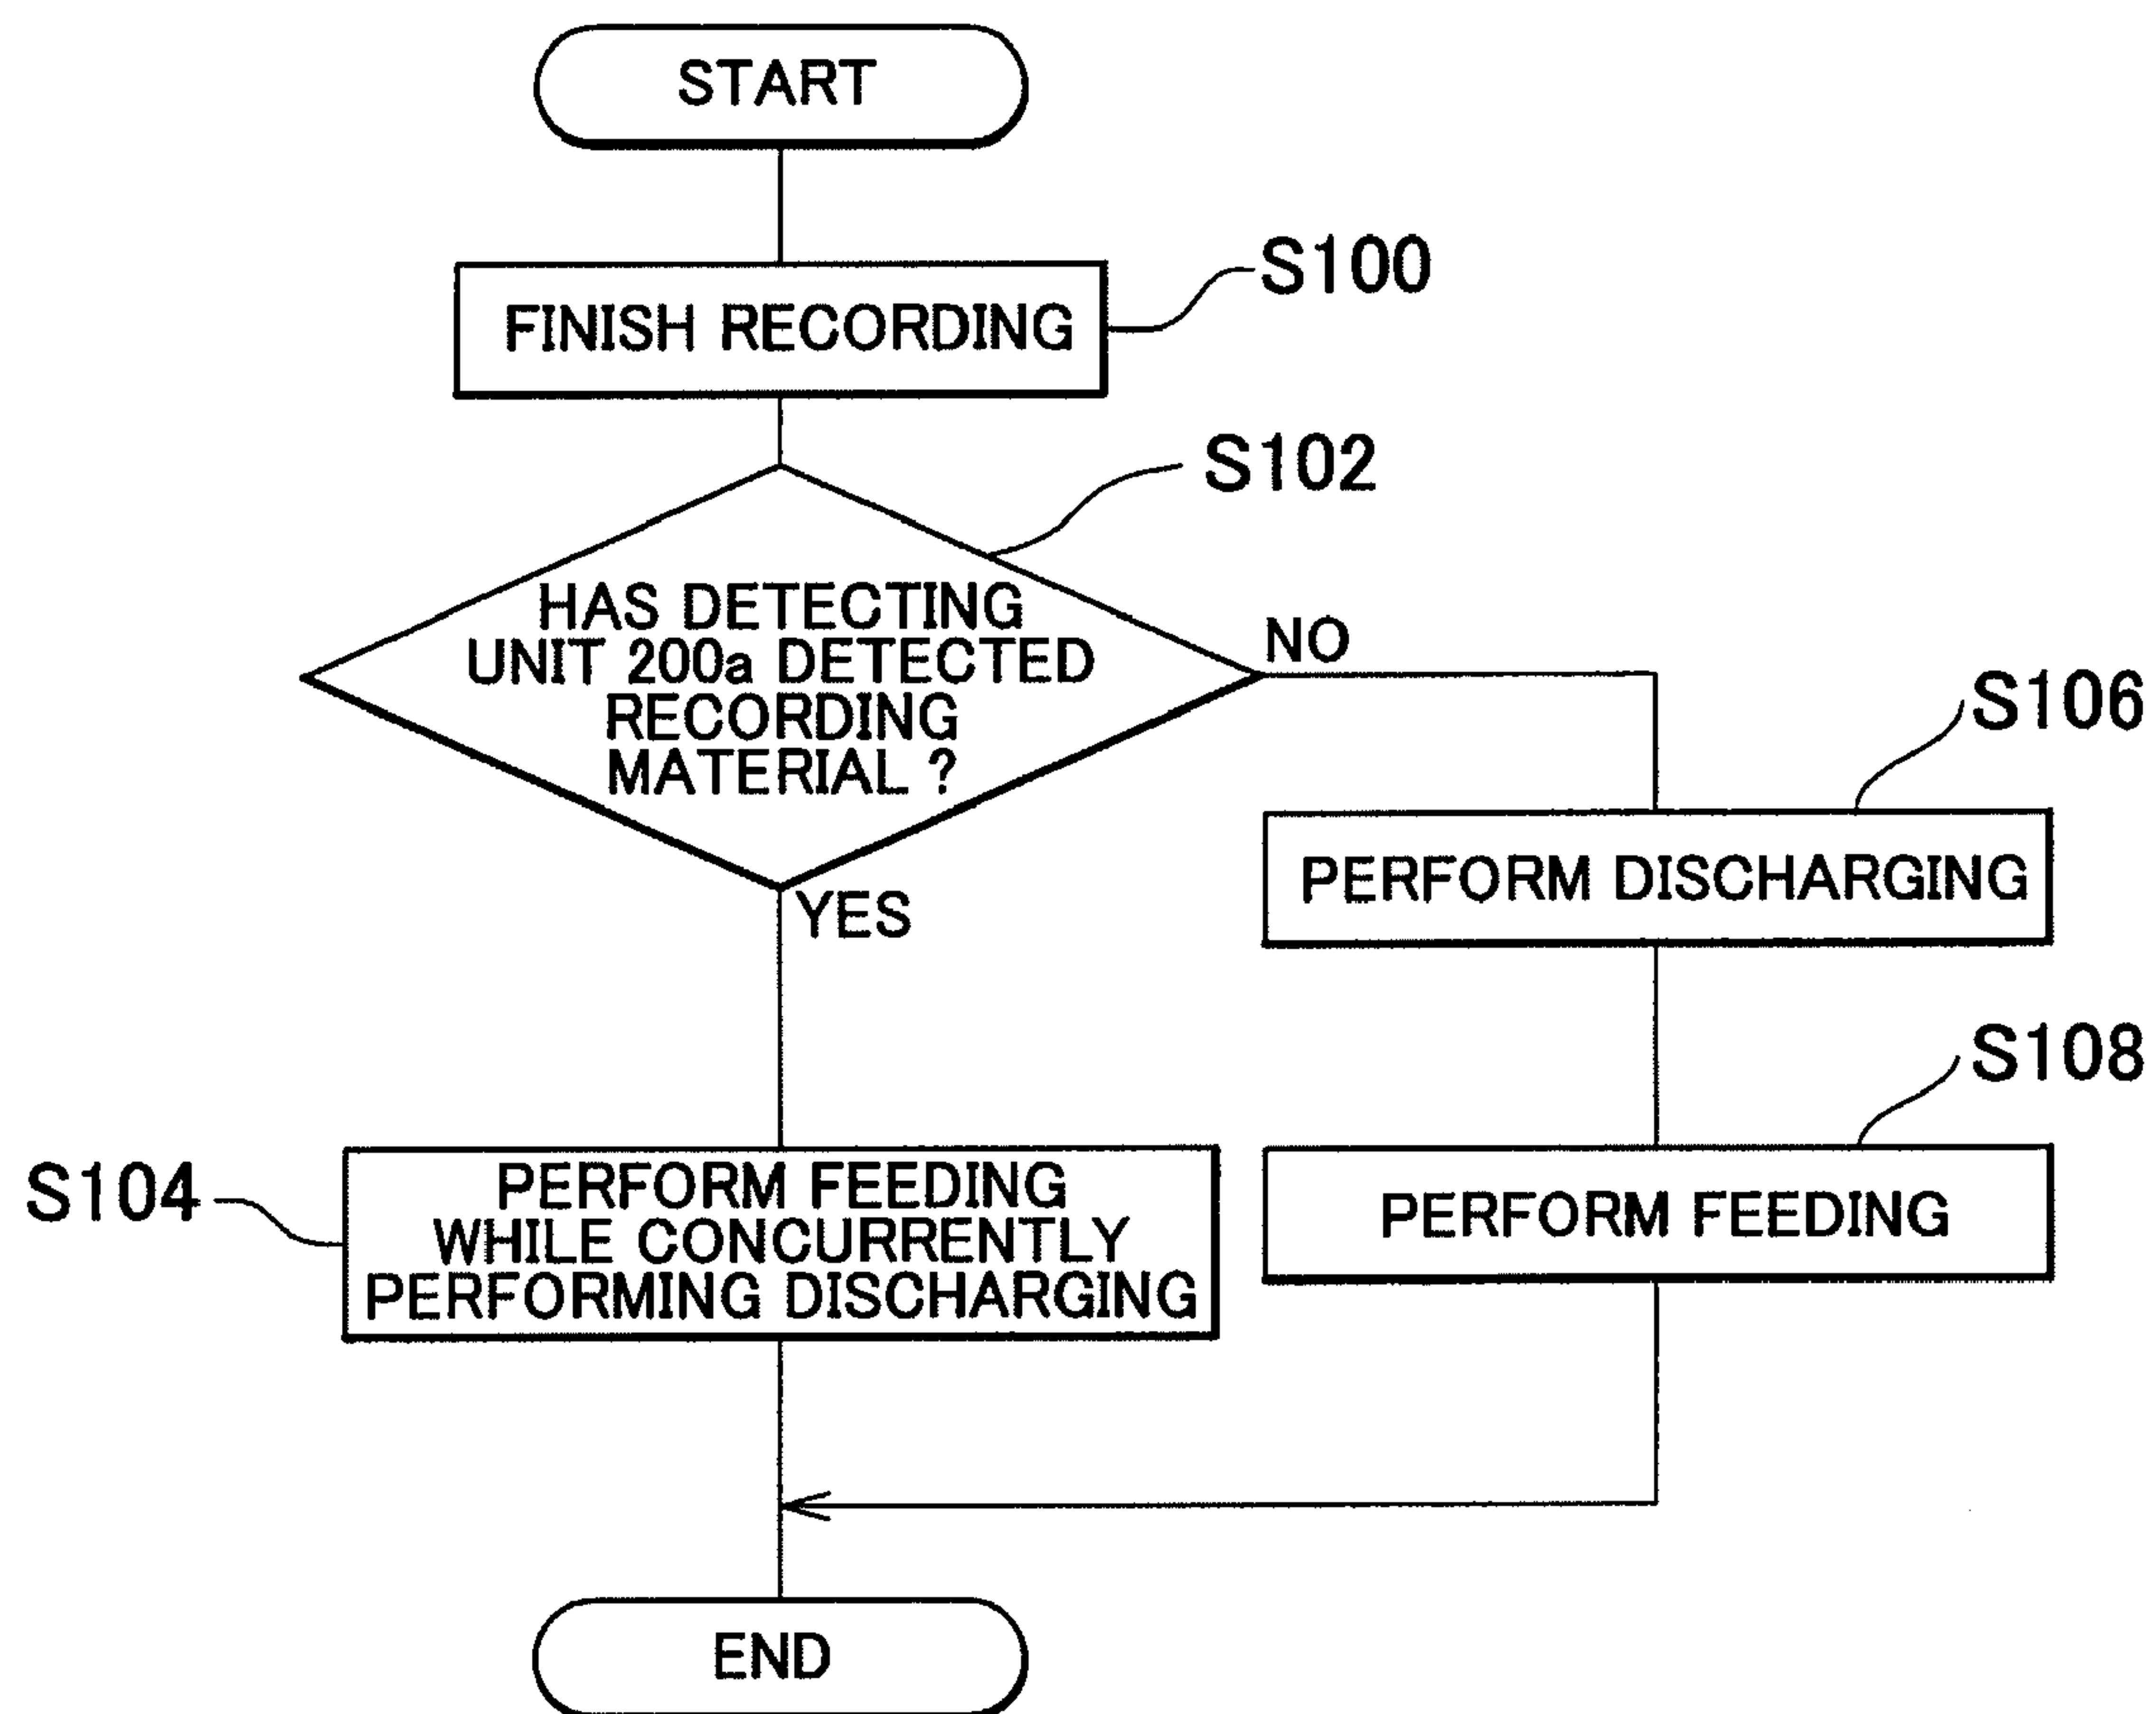 START
FINISH RECORDING
S100
S102
HAS DETECTING
UNIT 200a DETECTED
RECORDING
MATERIAL ?
NO
YES
S106
PERFORM DISCHARGING
S108
PERFORM FEEDING
S104
PERFORM FEEDING
WHILE CONCURRENTLY
PERFORMING DISCHARGING
END